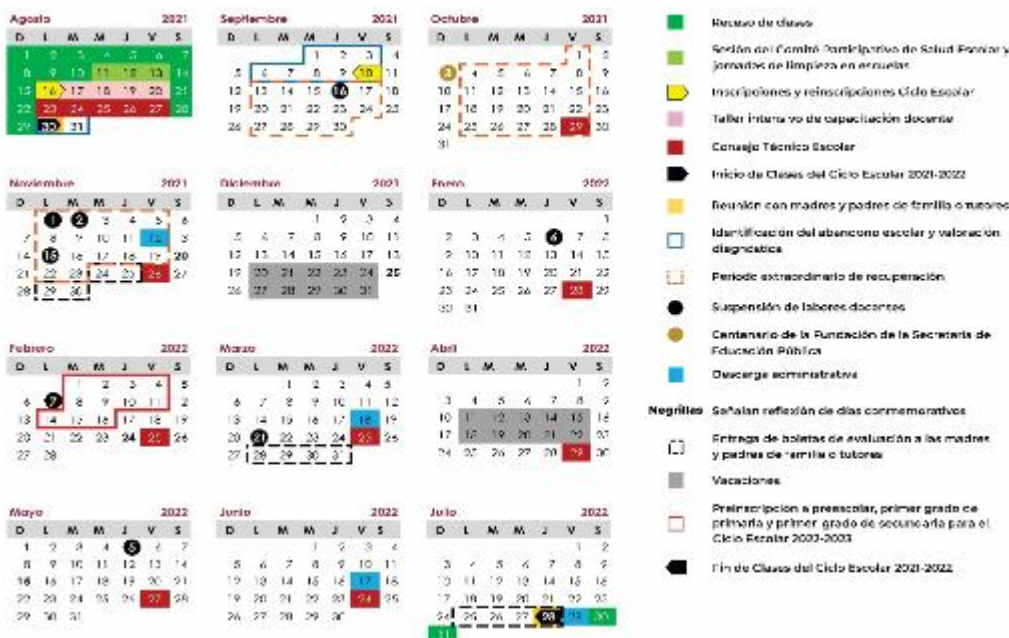 Agosto 2021
D L M M J V S
1 2 3 4 5 6 7
8 9 10 11 12 13 14
15 16 17 18 19 20 21
22 23 24 25 26 27 28
29 30 31
Septiembre 2021
D L M M J V S
1 2 3 4
5 6 7 8 9 10 11
12 13 14 15 16 17 18
19 20 21 22 23 24 25
26 27 28 29 30
Octubre 2021
D L M M J V S
1 2
4 5 6 7 8 9
10 11 12 13 14 15 16
17 18 19 20 21 22 23
24 25 26 27 28 29 30
31
Noviembre 2021
D L M M J V S
1 2 3 4 5 6
7 8 9 10 11 12
14 15 16 17 18 19 20
21 22 23 24 25 26 27
28 29 30
Diciembre 2021
D L M M J V S
1 2 3 4
5 6 7 8 9 10 11
12 13 14 15 16 17 18
19 20 21 22 23 24 25
26 27 28 29 30 31
Enero 2022
D L M M J V S
1
2 3 4 5 6 7 8
9 10 11 12 13 14 15
16 17 18 19 20 21 22
23 24 25 26 27 28 29
30 31
Febrero 2022
D L M M J V S
1 2 3 4 5
6 7 8 9 10 11
13 14 15 16 17 18 19
20 21 22 23 24 25 26
27 28
Marzo 2022
D L M M J V S
1 2 3 4 5
6 7 8 9 10 11 12
13 14 15 16 17 18 19
20 21 22 23 24 25 26
27 28 29 30 31
Abril 2022
D L M M J V S
1 2
3 4 5 6 7 8 9
10 11 12 13 14 15 16
17 18 19 20 21 22 23
24 25 26 27 28 29 30
Mayo 2022
D L M M J V S
1 2 3 4 5 6 7
8 9 10 11 12 13 14
15 16 17 18 19 20 21
22 23 24 25 26 27 28
29 30 31
Junio 2022
D L M M J V S
1 2 3 4
5 6 7 8 9 10 11
12 13 14 15 16 17 18
19 20 21 22 23 24 25
26 27 28 29 30
Julio 2022
D L M M J V S
1 2
3 4 5 6 7 8 9
10 11 12 13 14 15 16
17 18 19 20 21 22 23
24 25 26 27 28 29 30
31
Receso de clases
Sesión del Comité Participativo de Salud Escolar y
jornadas de limpieza en escuelas
Inscripciones y reinscripciones Ciclo Escolar
Taller intensivo de capacitación docente
Consejo Técnico Escolar
Inicio de Clases del Ciclo Escolar 2021-2022
Reunión con madres y padres de familia o tutores
Identificación del abandono escolar y valoración
diagnóstica
Periodo extraordinario de recuperación
Suspensión de labores docentes
Centenario de la Fundación de la Secretaría de
Educación Pública
Descarga administrativa
Negrillas Señalan reflexión de días conmemorativos
Entrega de boletas de evaluación a las madres
y padres de familia o tutores
Vacaciones
Preinscripción a preescolar, primer grado de
primaria y primer grado de secundaria para el
Ciclo Escolar 2022-2023
Fin de Clases del Ciclo Escolar 2021-2022